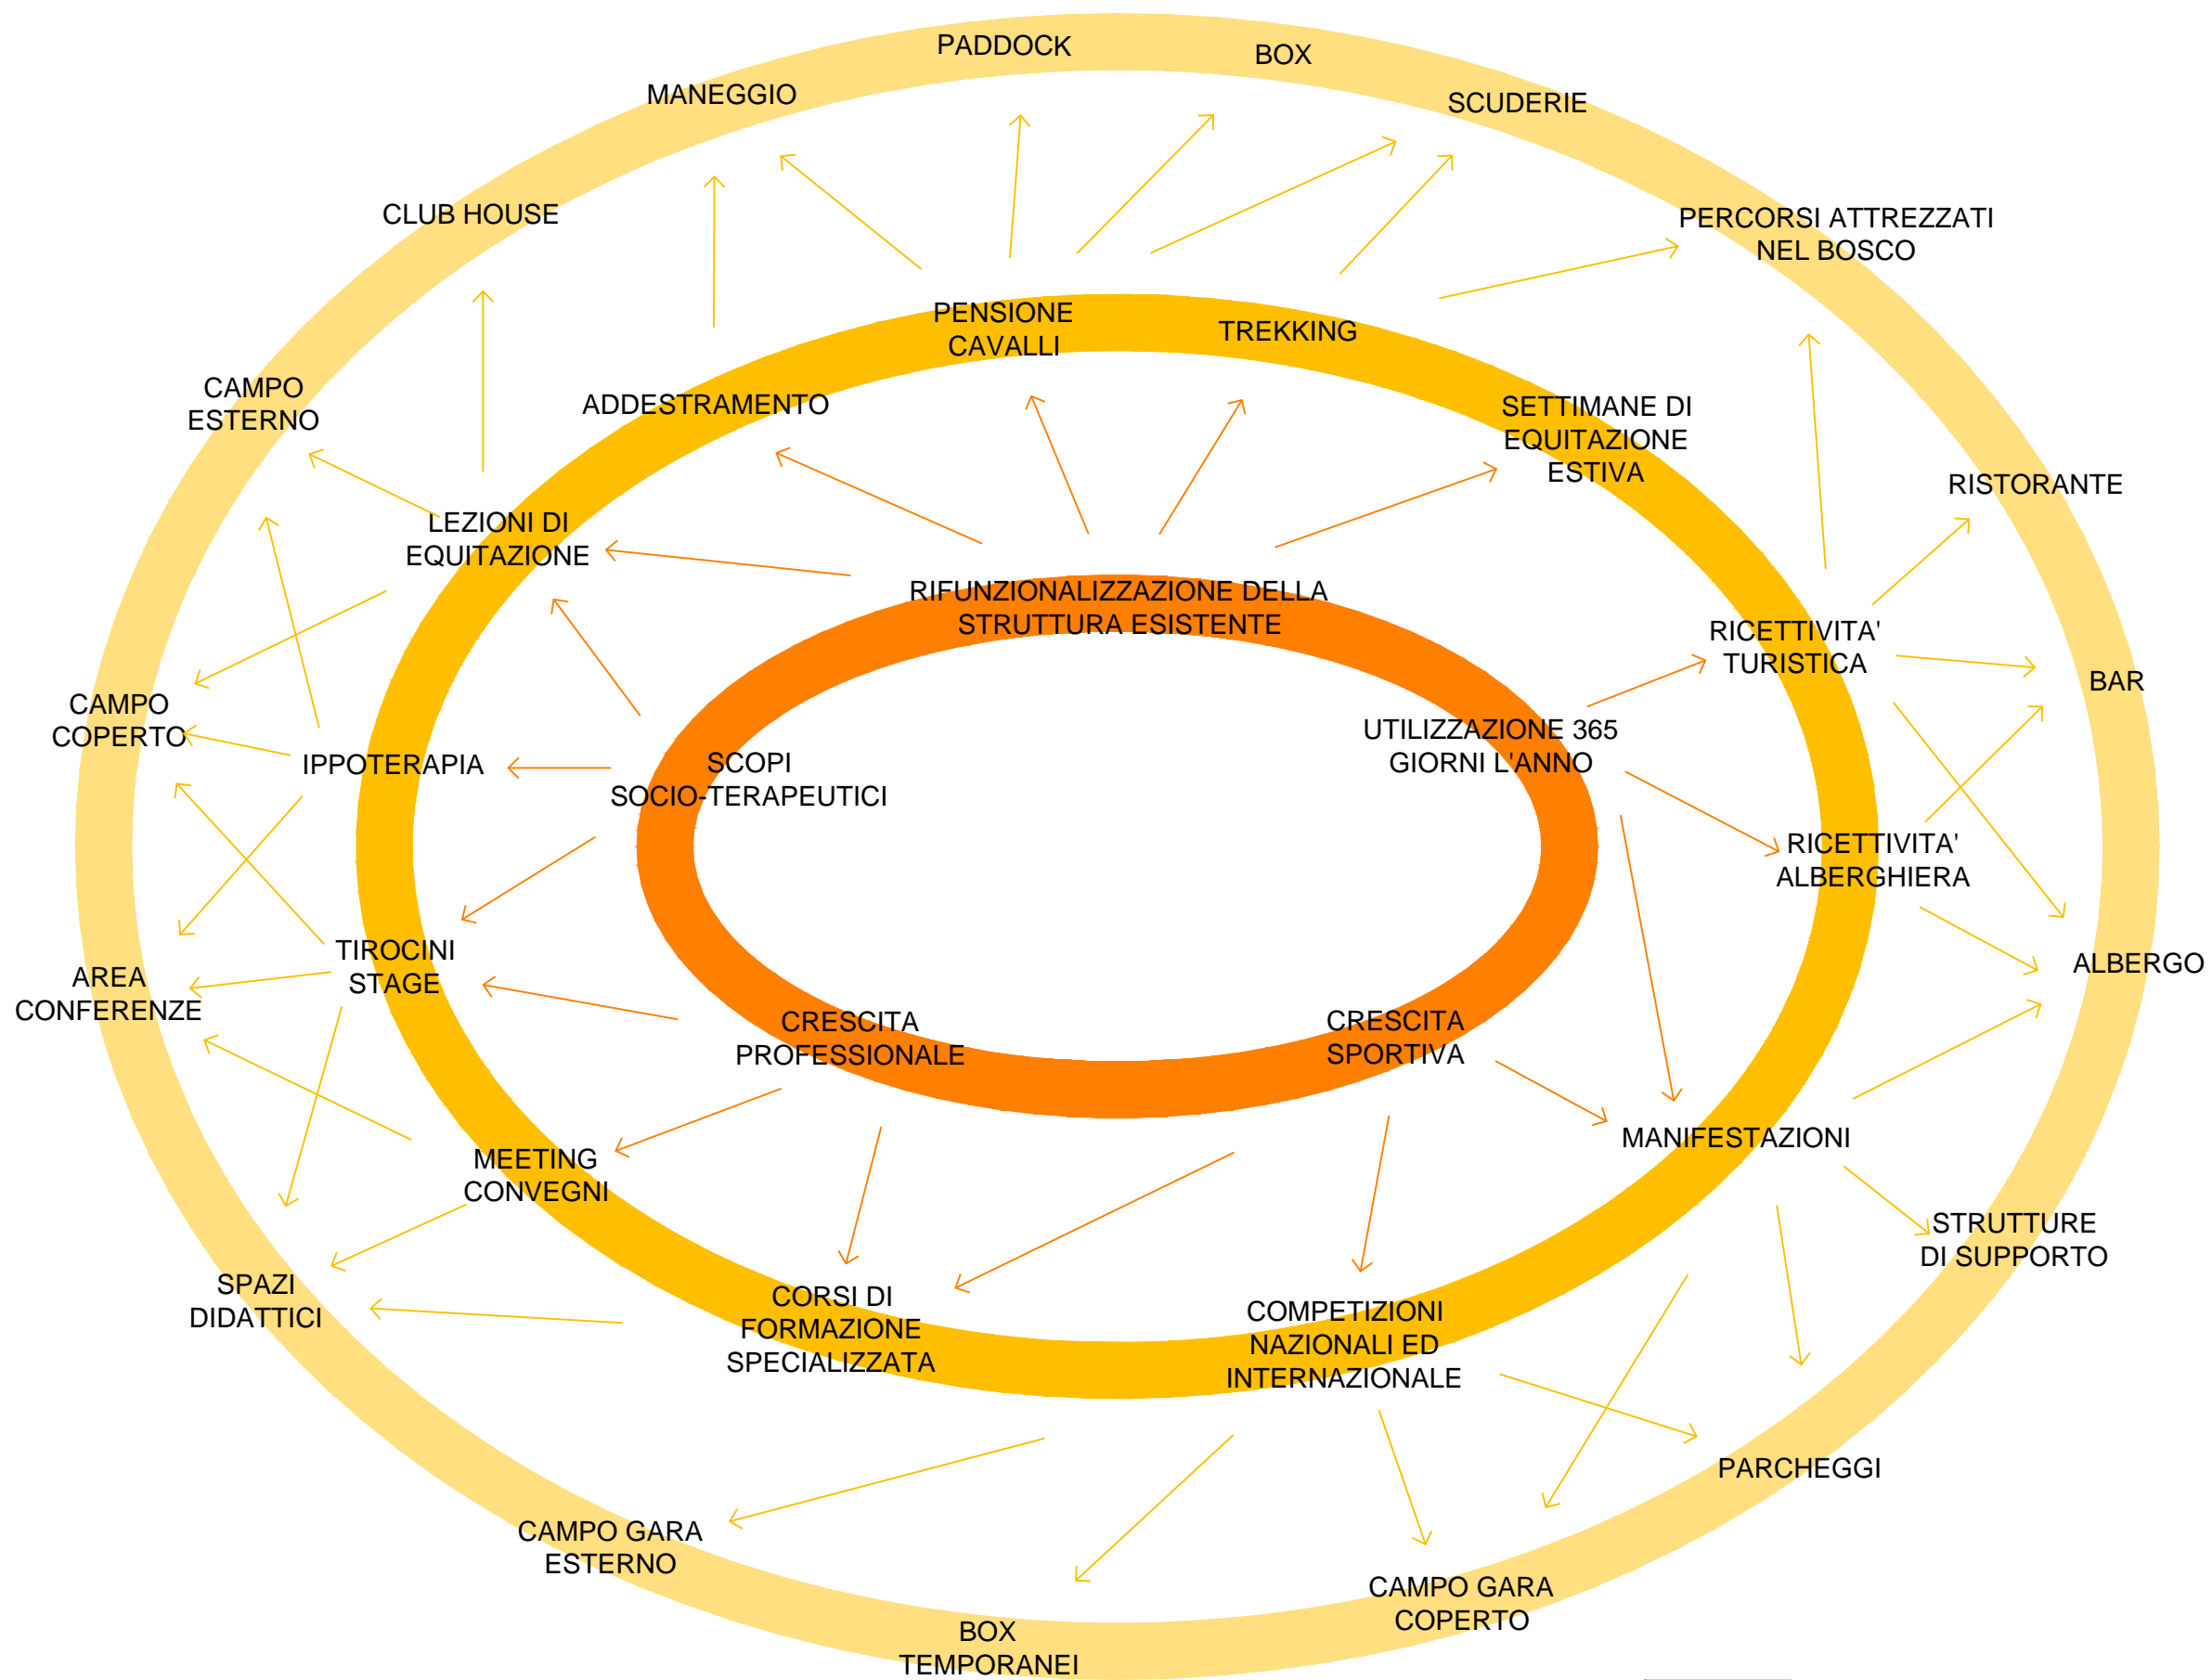 PADDOCK
BOX
MANEGGIO
SCUDERIE
CLUB HOUSE
PERCORSI ATTREZZATI
NEL BOSCO
PENSIONE
CAVALLI
TREKKING
CAMPO
ESTERNO
ADDESTRAMENTO
SETTIMANE DI
EQUITAZIONE
ESTIVA
RISTORANTE
LEZIONI DI
EQUITAZIONE
RIFUNZIONALIZZAZIONE DELLA
STRUTTURA ESISTENTE
RICETTIVITA'
TURISTICA
BAR
CAMPO
COPERTO
IPPOTERAPIA
SCOPI
SOCIO-TERAPEUTICI
UTILIZZAZIONE 365
GIORNI L'ANNO
RICETTIVITA'
ALBERGHIERA
TIROCINI
STAGE
ALBERGO
AREA
CONFERENZE
CRESCITA
PROFESSIONALE
CRESCITA
SPORTIVA
MANIFESTAZIONI
MEETING
CONVEGNI
STRUTTURE
DI SUPPORTO
SPAZI
DIDATTICI
CORSI DI
FORMAZIONE
SPECIALIZZATA
COMPETIZIONI
NAZIONALI ED
INTERNAZIONALE
PARCHEGGI
CAMPO GARA
ESTERNO
CAMPO GARA
COPERTO
BOX
TEMPORANEI